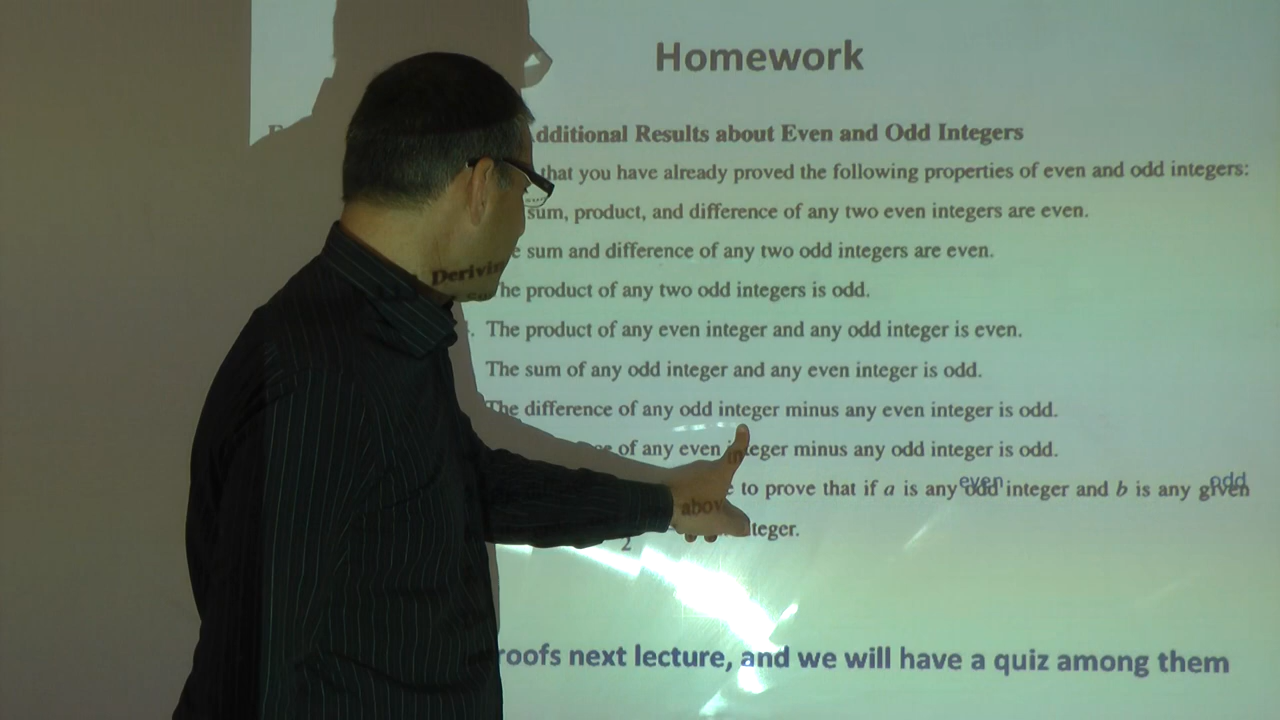 Homework
dditional Results about Even and Odd Integers
that you have already proved the following properties of even and odd integers:
sum, product, and difference of any two even integers are even.
sum and difference of any two odd integers are even.
The product of any two odd integers is odd.
The product of any even integer and any odd integer is even.
The sum of any odd integer and any even integer is odd.
The difference of any odd integer minus any even integer is odd.
of any even integer minus any odd integer is odd.
even odd
abov to prove that if a is any odd integer and b is any given
2 teger.
roofs next lecture, and we will have a quiz among them
Derivin